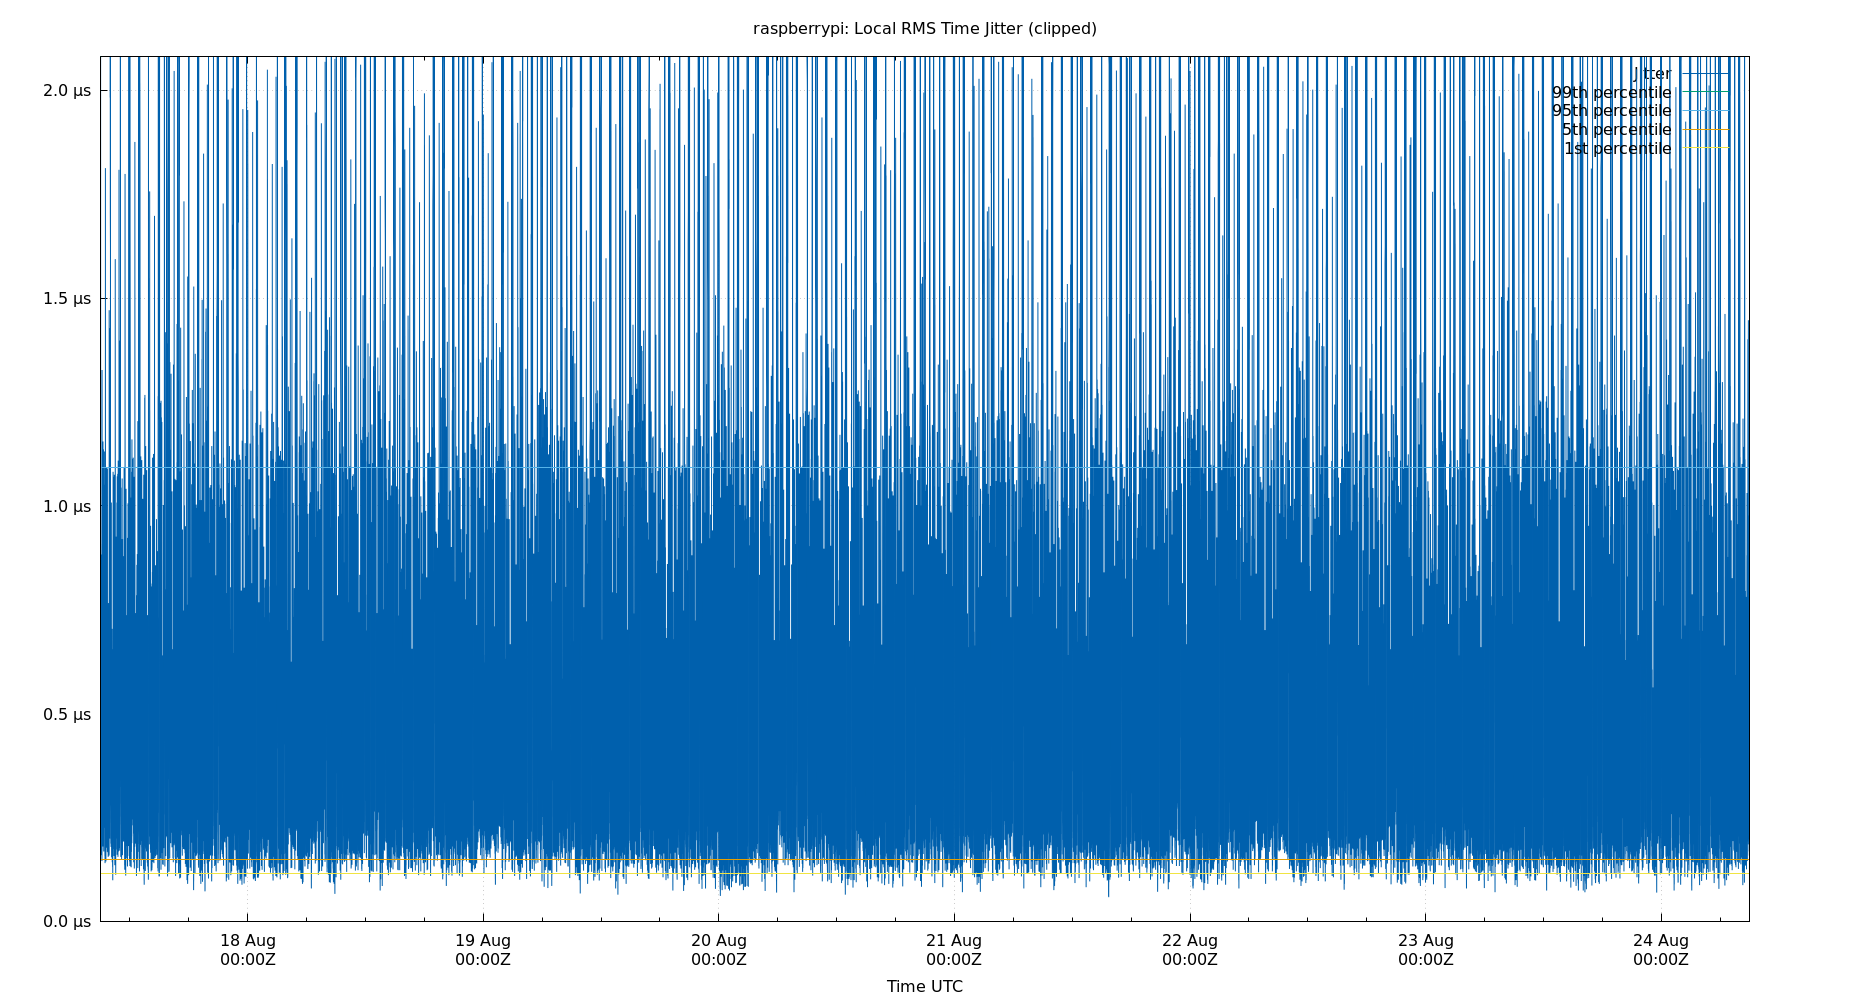 raspberrypi: Local RMS Time Jitter (clipped)
2.0 μs
1.5 μs
1.0 μs
0.5 μs
0.0 μs
Jitter
99th percentile
95th percentile
5th percentile
1st percentile
18 Aug 19 Aug 20 Aug 21 Aug 22 Aug 23 Aug 24 Aug
00:00Z 00:00Z 00:00Z 00:00Z 00:00Z 00:00Z 00:00Z
Time UTC